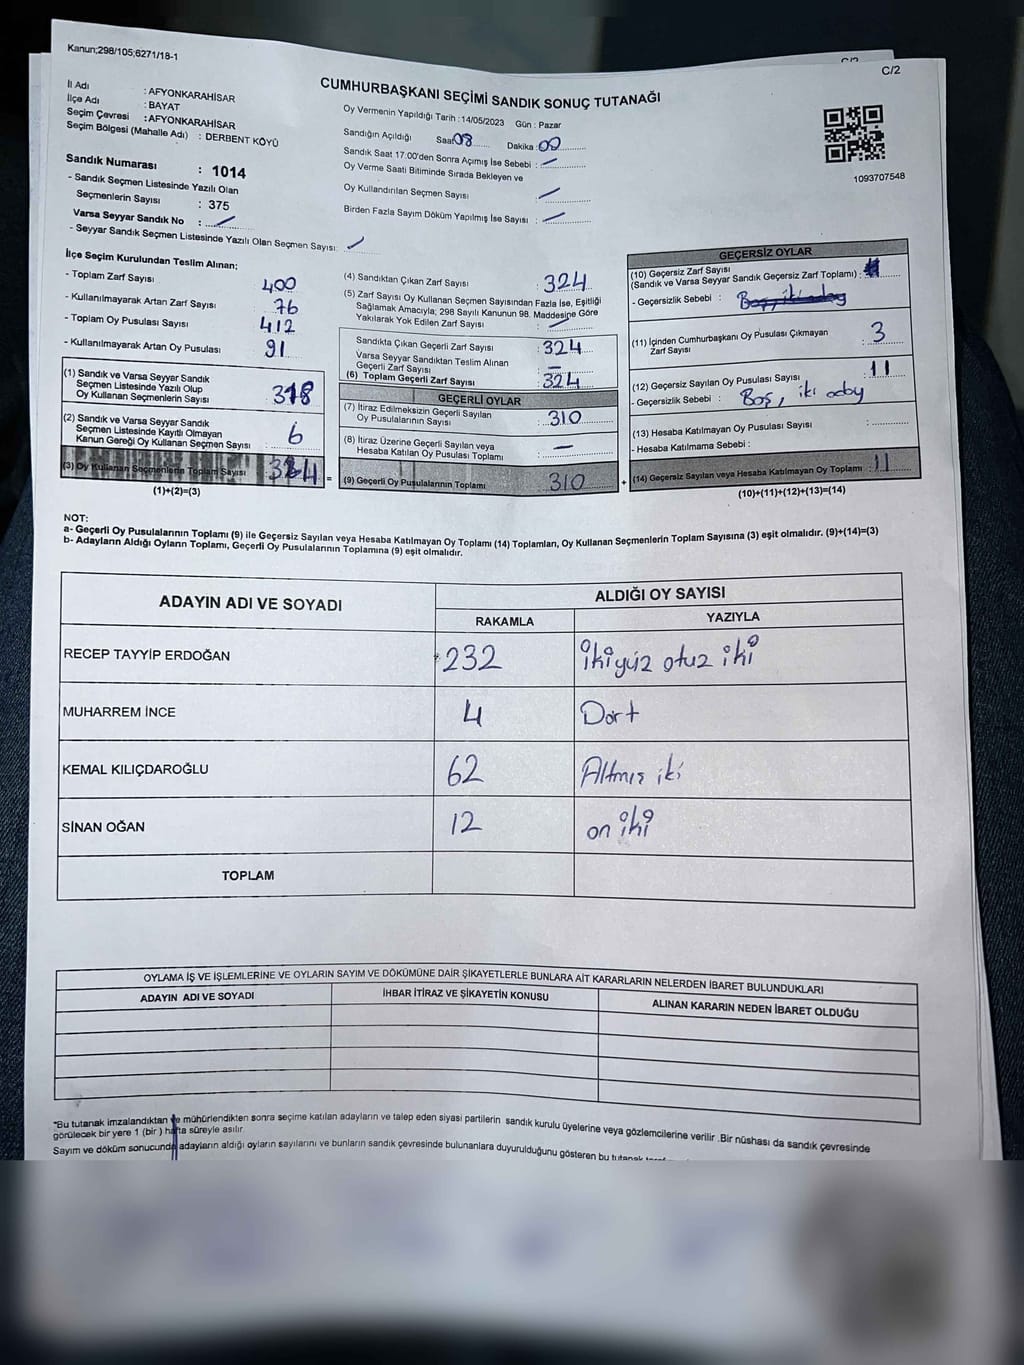 Kanun;298/105;6271/18-1
C/2
C/2
CUMHURBAŞKANI SEÇİMİ SANDIK SONUÇ TUTANAĞI
İl Adı : AFYONKARAHİSAR
İlçe Adı : BAYAT
Seçim Çevresi : AFYONKARAHİSAR
Seçim Bölgesi (Mahalle Adı) : DERBENT KÖYÜ
Sandık Numarası : 1014
- Sandık Seçmen Listesinde Yazılı Olan
Seçmenlerin Sayısı : 375
Varsa Seyyar Sandık No :
- Seyyar Sandık Seçmen Listesinde Yazılı Olan Seçmen Sayısı:
Oy Vermenin Yapıldığı Tarih : 14/05/2023 Gün : Pazar
Sandığın Açıldığı Saat 08 Dakika : 00
Sandık Saat 17:00'den Sonra Açımış İse Sebebi :
Oy Verme Saati Bitiminde Sırada Bekleyen ve
Oy Kullandırılan Seçmen Sayısı
Birden Fazla Sayım Döküm Yapılmış İse Sayısı :
1093707548
İlçe Seçim Kurulundan Teslim Alınan;
- Toplam Zarf Sayısı 400
- Kullanılmayarak Artan Zarf Sayısı 76
- Toplam Oy Pusulası Sayısı 412
- Kullanılmayarak Artan Oy Pusulası 91
(1) Sandık ve Varsa Seyyar Sandık
Seçmen Listesinde Yazılı Olup
Oy Kullanan Seçmenlerin Sayısı 318
(2) Sandık ve Varsa Seyyar Sandık
Seçmen Listesinde Kayıtlı Olmayan
Kanun Gereği Oy Kullanan Seçmen Sayısı 6
(3) Oy Kullanan Seçmenlerin Toplam Sayısı 324
(1)+(2)=(3)
=
(4) Sandıktan Çıkan Zarf Sayısı : 324
(5) Zarf Sayısı Oy Kullanan Seçmen Sayısından Fazla İse, Eşitliği
Sağlamak Amacıyla; 298 Sayılı Kanunun 98. Maddesine Göre
Yakılarak Yok Edilen Zarf Sayısı :
Sandıkta Çıkan Geçerli Zarf Sayısı : 324
Varsa Seyyar Sandıktan Teslim Alınan
Geçerli Zarf Sayısı :
(6) Toplam Geçerli Zarf Sayısı : 324
GEÇERLİ OYLAR
(7) İtiraz Edilmeksizin Geçerli Sayılan
Oy Pusulalarının Sayısı : 310
(8) İtiraz Üzerine Geçerli Sayılan veya
Hesaba Katılan Oy Pusulası Toplamı :
(9) Geçerli Oy Pusulalarının Toplamı 310
+
GEÇERSİZ OYLAR
(10) Geçersiz Zarf Sayısı
(Sandık ve Varsa Seyyar Sandık Geçersiz Zarf Toplamı) :
- Geçersizlik Sebebi : Boş, iki aday
(11) İçinden Cumhurbaşkanı Oy Pusulası Çıkmayan
Zarf Sayısı : 3
(12) Geçersiz Sayılan Oy Pusulası Sayısı : 11
- Geçersizlik Sebebi : Boş, iki aday
(13) Hesaba Katılmayan Oy Pusulası Sayısı :
- Hesaba Katılmama Sebebi :
(14) Geçersiz Sayılan veya Hesaba Katılmayan Oy Toplamı : 11
(10)+(11)+(12)+(13)=(14)
NOT:
a- Geçerli Oy Pusulalarının Toplamı (9) ile Geçersiz Sayılan veya Hesaba Katılmayan Oy Toplamı (14) Toplamları, Oy Kullanan Seçmenlerin Toplam Sayısına (3) eşit olmalıdır. (9)+(14)=(3)
b- Adayların Aldığı Oyların Toplamı, Geçerli Oy Pusulalarının Toplamına (9) eşit olmalıdır.
ADAYIN ADI VE SOYADI ALDIĞI OY SAYISI
RAKAMLA YAZIYLA
RECEP TAYYİP ERDOĞAN 232 ikiyüz otuz iki
MUHARREM İNCE 4 Dört
KEMAL KILIÇDAROĞLU 62 Altmış iki
SİNAN OĞAN 12 on iki
TOPLAM
OYLAMA İŞ VE İŞLEMLERİNE VE OYLARIN SAYIM VE DÖKÜMÜNE DAİR ŞİKAYETLERLE BUNLARA AİT KARARLARIN NELERDEN İBARET BULUNDUKLARI
ADAYIN ADI VE SOYADI İHBAR İTİRAZ VE ŞİKAYETİN KONUSU ALINAN KARARIN NEDEN İBARET OLDUĞU
"Bu tutanak imzalandıktan ve mühürlendikten sonra seçime katılan adayların ve talep eden siyasi partilerin sandık kurulu üyelerine veya gözlemcilerine verilir .Bir nüshası da sandık çevresinde
görülecek bir yere 1 (bir ) hafta süreyle asılır.
Sayım ve döküm sonucunda adayların aldığı oyların sayılarını ve bunların sandık çevresinde bulunanlara duyurulduğunu gösteren bu tutanak